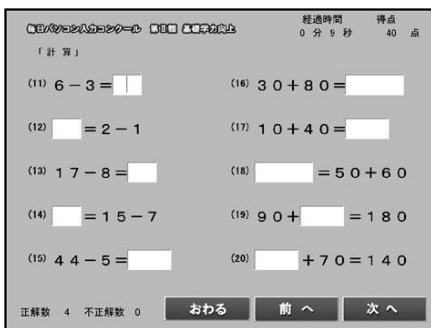 毎日パソコン入力コンクール 第Ⅲ類 基礎学力向上
経過時間 得点
0 分 9 秒 40 点
「計 算」
(11) 6－3＝
(12) ＝2－1
(13) 17－8＝
(14) ＝15－7
(15) 44－5＝
(16) 30＋80＝
(17) 10＋40＝
(18) ＝50＋60
(19) 90＋ ＝180
(20) ＋70＝140
正解数 4 不正解数 0
おわる 前 へ 次 へ